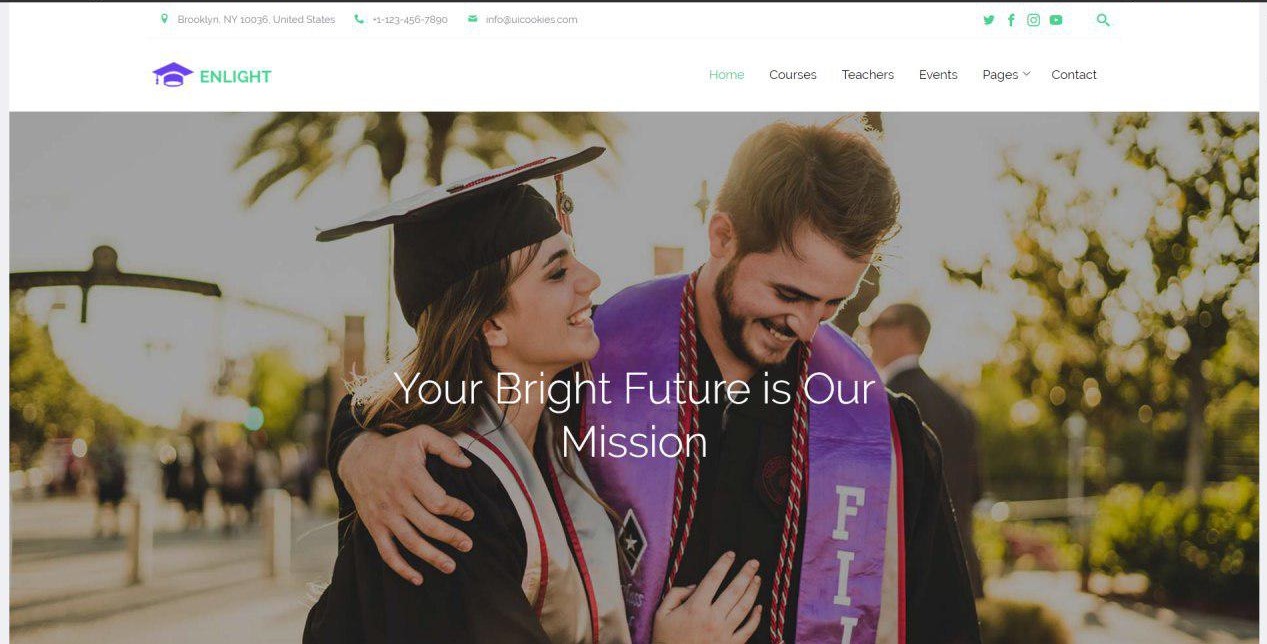 Brooklyn, NY 10036, United States +1-123-456-7890 info@uicookies.com
ENLIGHT Home Courses Teachers Events Pages Contact
Your Bright Future is Our
Mission